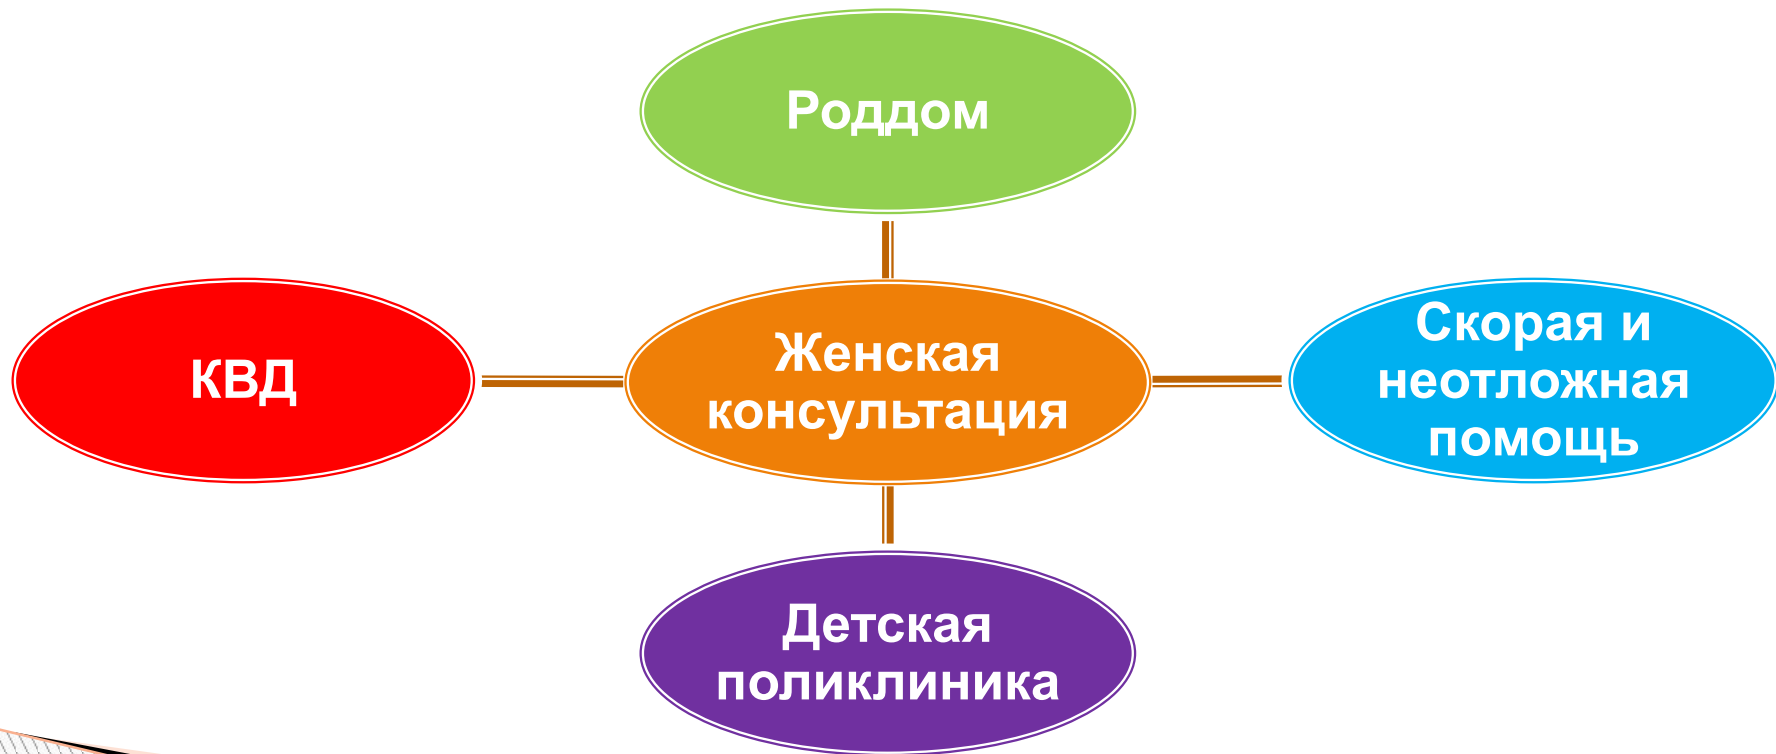 Роддом
КВД
Женская
консультация
Скорая и
неотложная
помощь
Детская
поликлиника